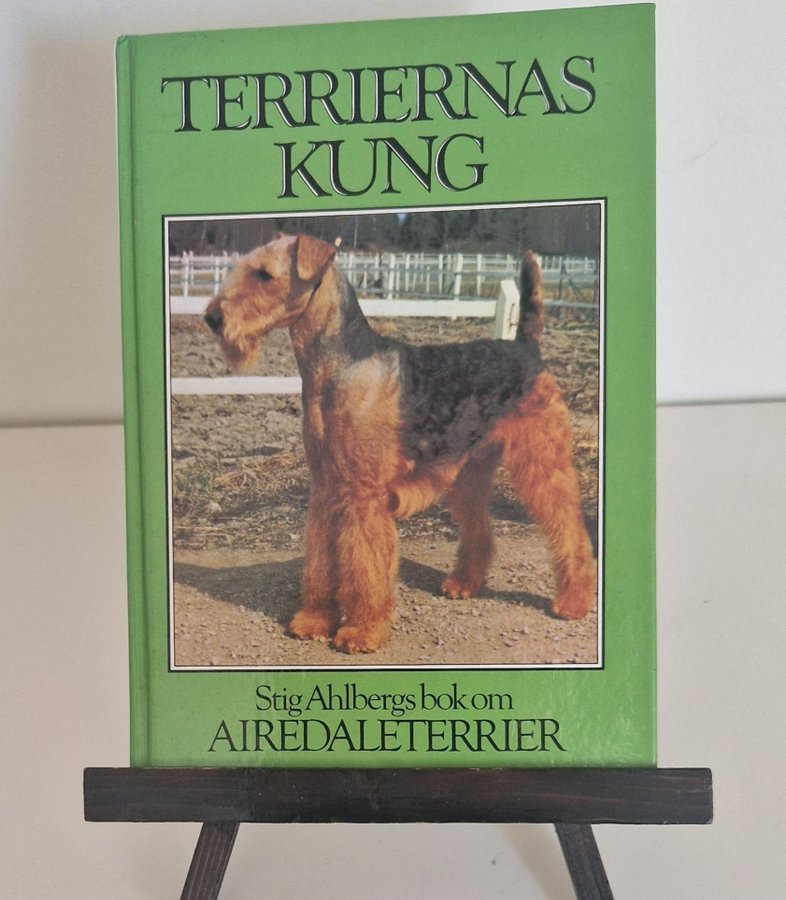 TERRIERNAS
KUNG
Stig Ahlbergs bok om
AIREDALETERRIER